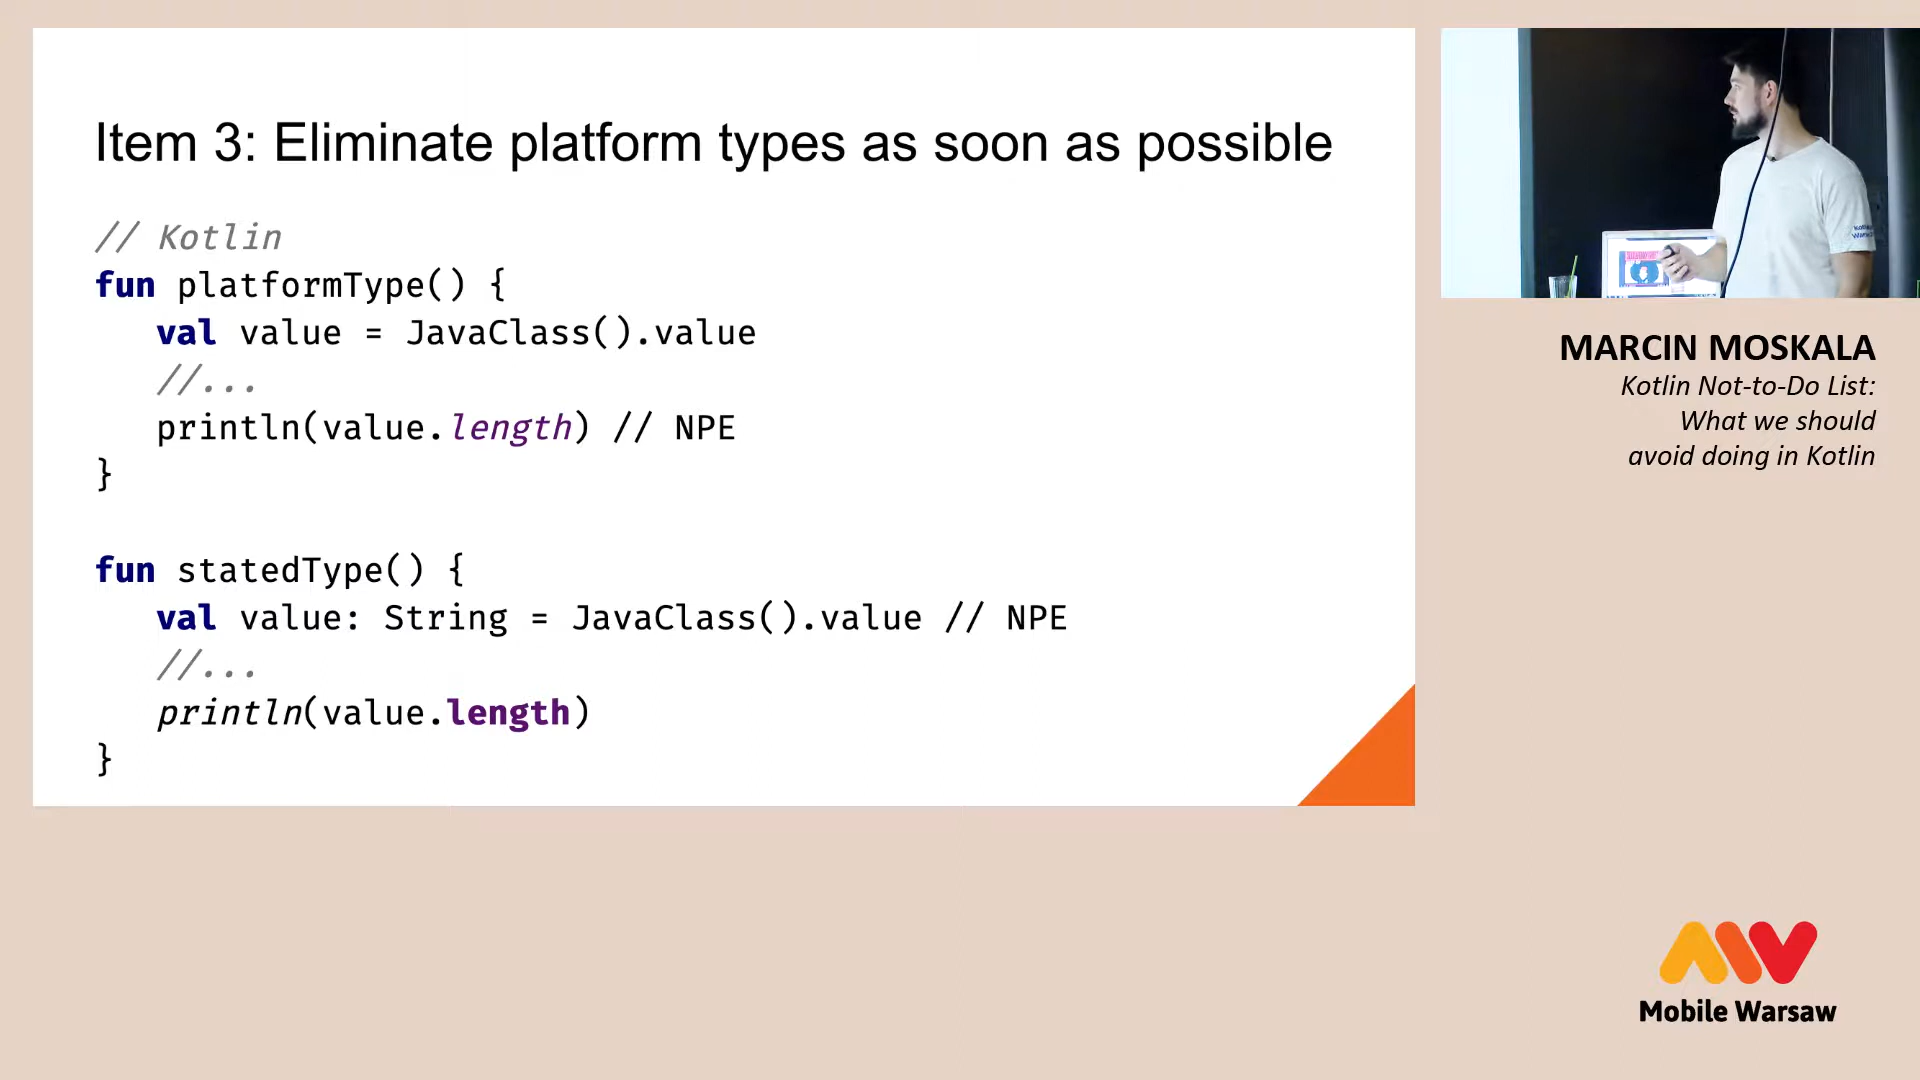 Item 3: Eliminate platform types as soon as possible
// Kotlin
fun platformType() {
val value = JavaClass().value
//...
println(value.length) // NPE
}
fun statedType() {
val value: String = JavaClass().value // NPE
//...
println(value.length)
}
MARCIN MOSKALA
Kotlin Not-to-Do List:
What we should
avoid doing in Kotlin
Mobile Warsaw